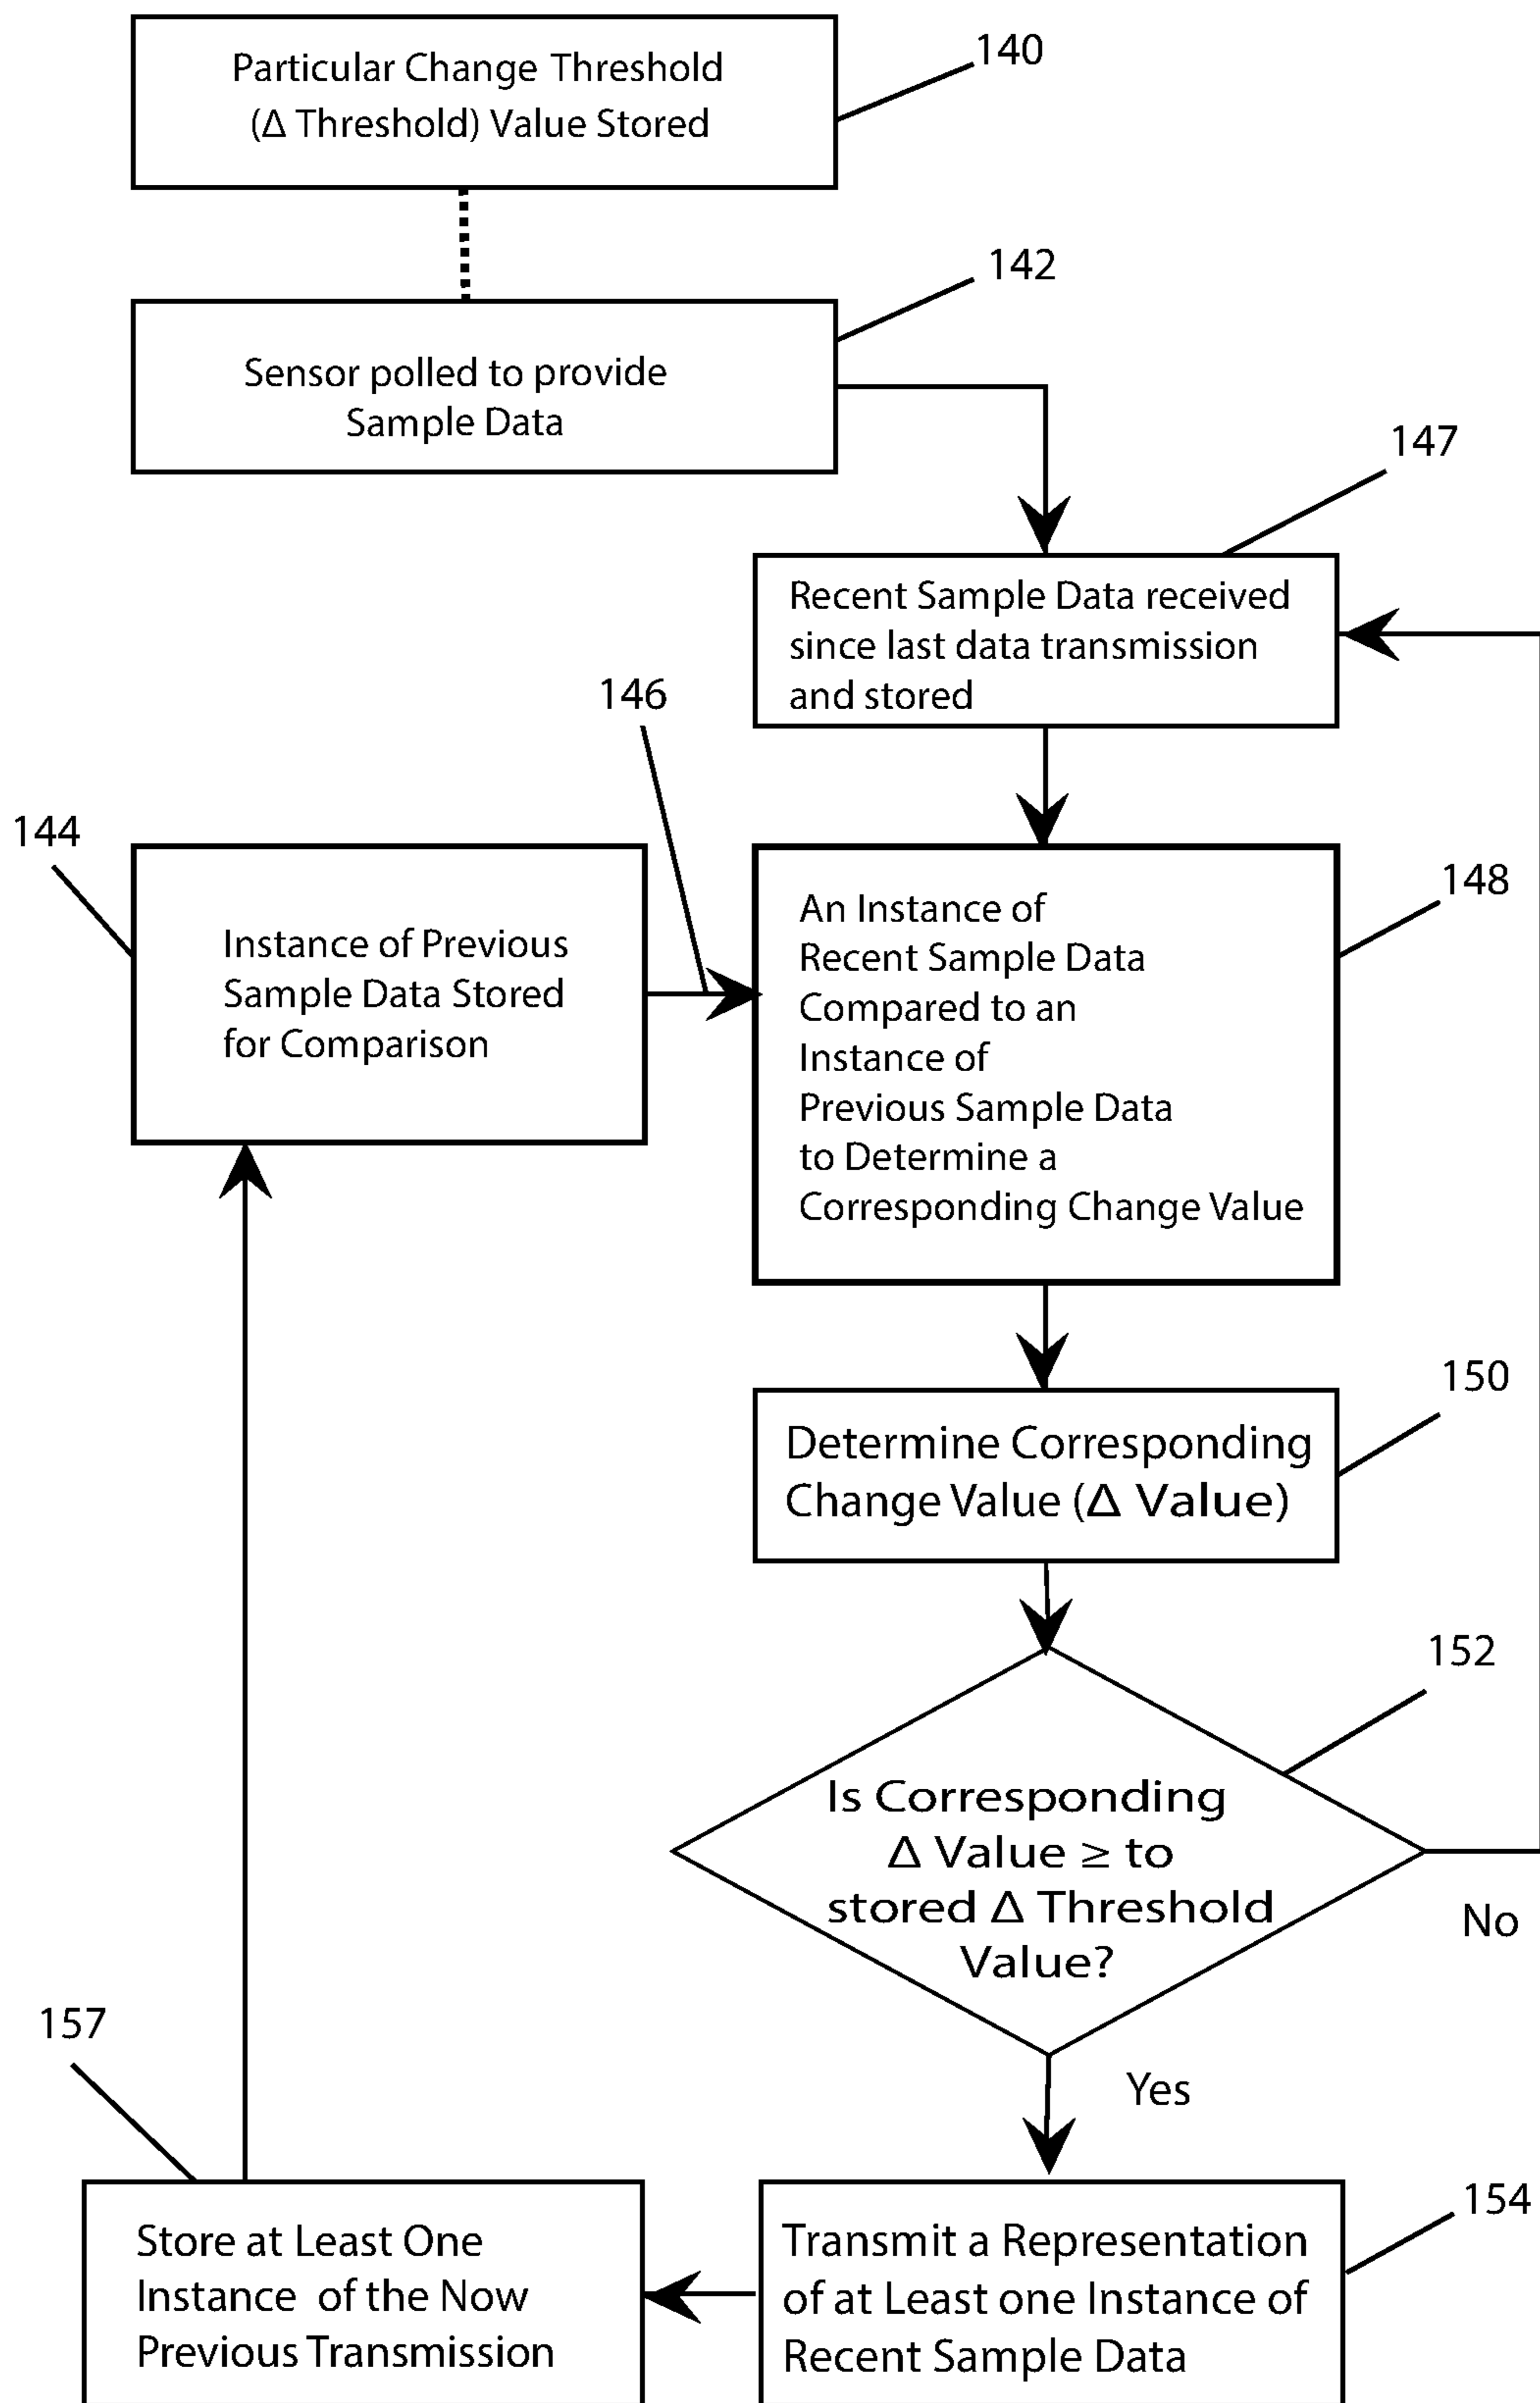 140
Particular Change Threshold
(Δ Threshold) Value Stored
142
Sensor polled to provide
Sample Data
147
Recent Sample Data received
since last data transmission
and stored
146
144
Instance of Previous
Sample Data Stored
for Comparison
148
An Instance of
Recent Sample Data
Compared to an
Instance of
Previous Sample Data
to Determine a
Corresponding Change Value
150
Determine Corresponding
Change Value (Δ Value)
152
Is Corresponding
Δ Value ≥ to
stored Δ Threshold
Value?
No
Yes
157
154
Transmit a Representation
of at Least one Instance of
Recent Sample Data
Store at Least One
Instance of the Now
Previous Transmission